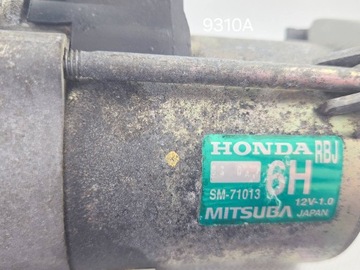 9310A
HONDA RBJ
6H
SM-71013
12V-1.0
MITSUBA JAPAN